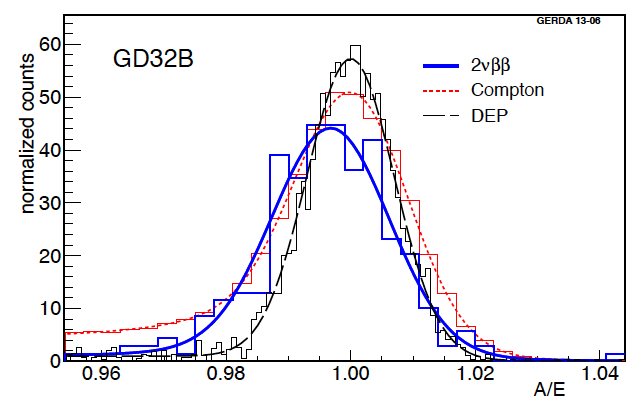 GERDA 13-06
GD32B
2νββ
Compton
DEP
normalized counts
60
50
40
30
20
10
0
0.96 0.98 1.00 1.02 1.04
A/E